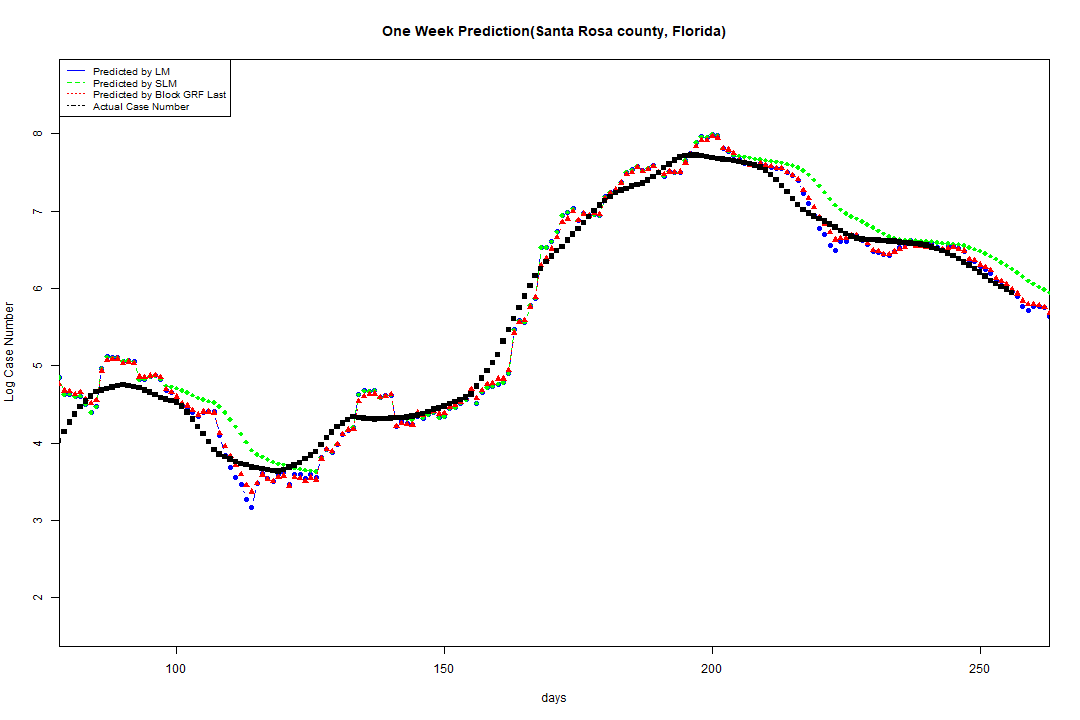 One Week Prediction(Santa Rosa county, Florida)
Predicted by LM
Predicted by SLM
Predicted by Block GRF Last
Actual Case Number
8
7
6
5
4
3
2
Log Case Number
100 150 200 250
days